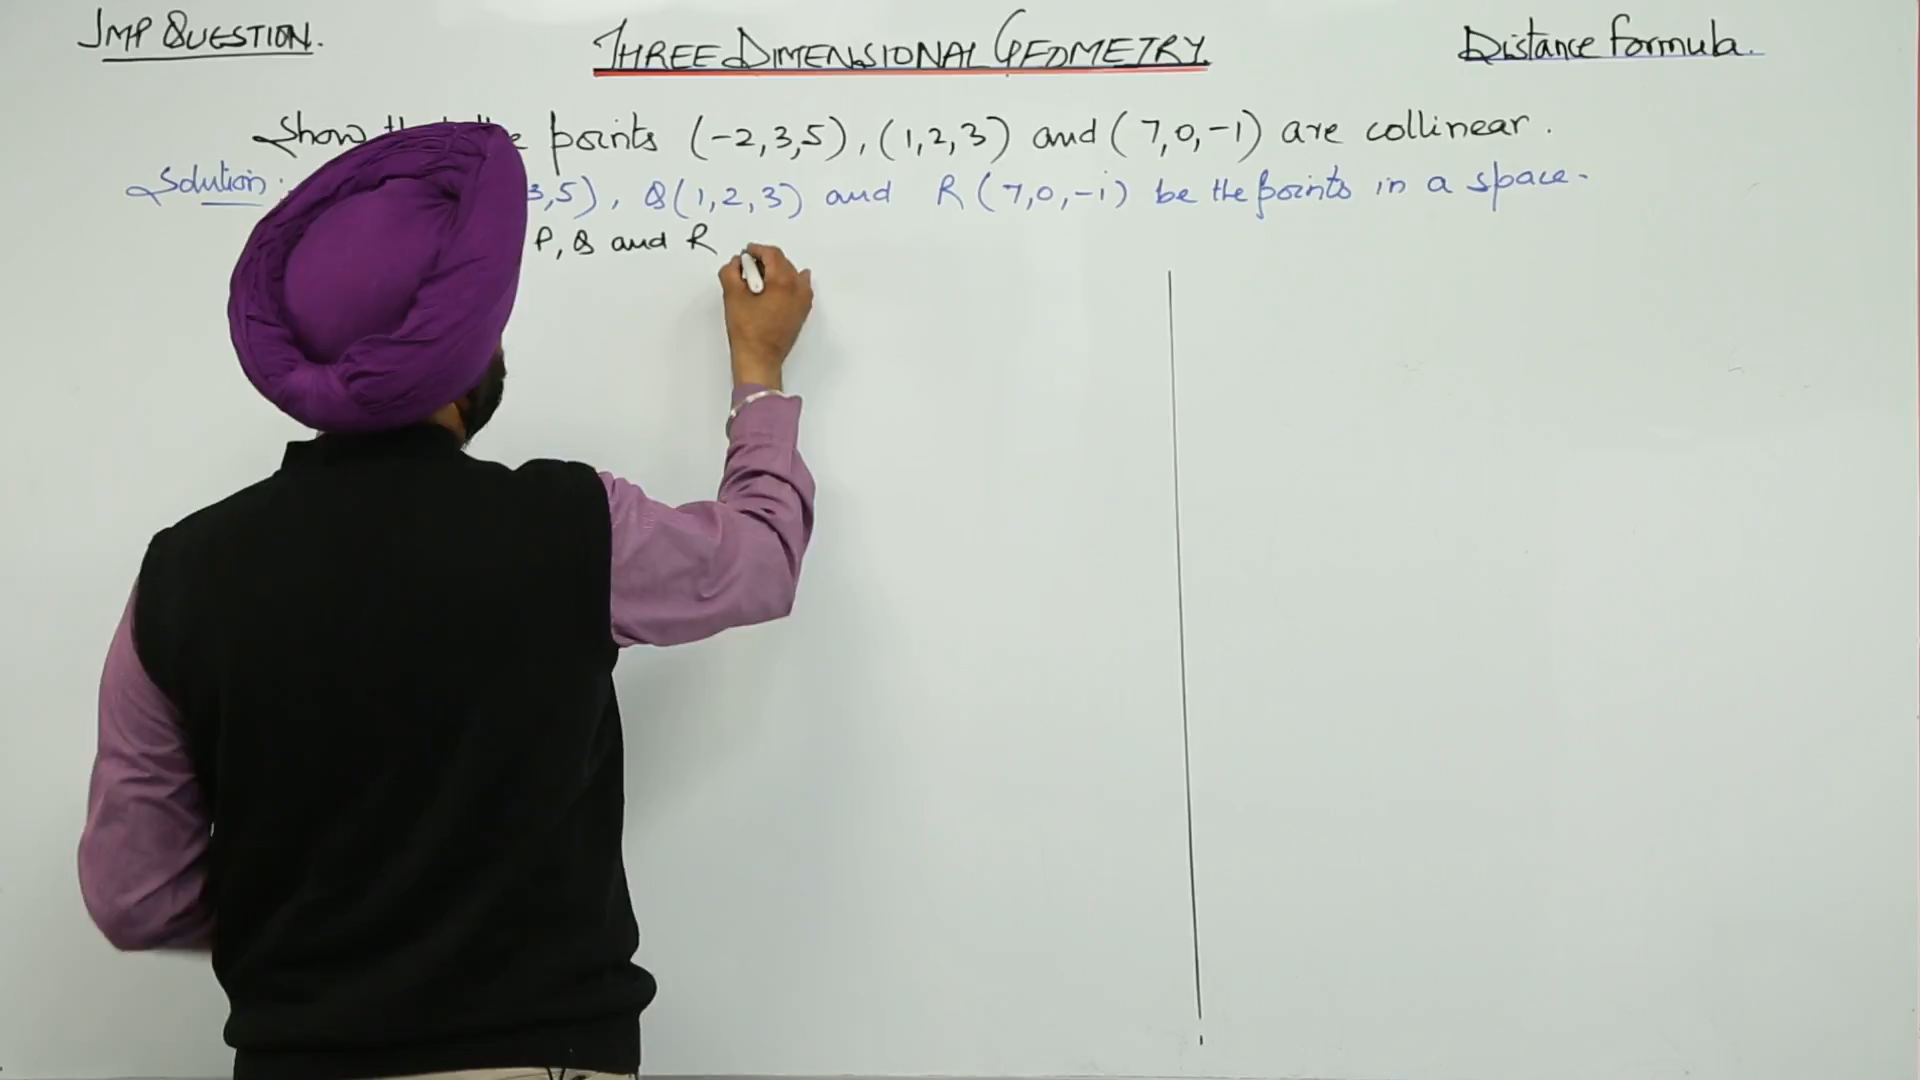 IMP QUESTION.
THREE DIMENSIONAL GEOMETRY.
Distance formula.
Show points (-2,3,5), (1,2,3) and (7,0,-1) are collinear.
Solution: 3,5), Q(1,2,3) and R(7,0,-1) be the points in a space.
P, Q and R